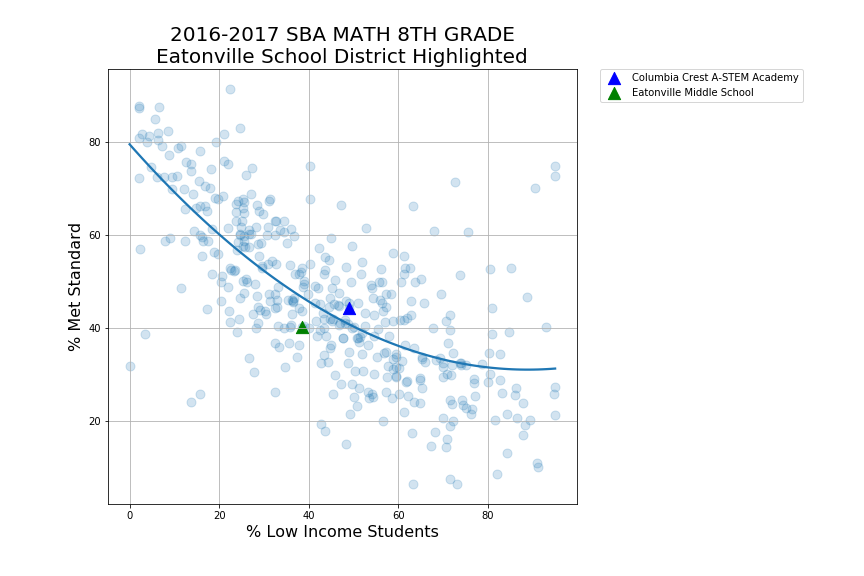 2016-2017 SBA MATH 8TH GRADE
Eatonville School District Highlighted
Columbia Crest A-STEM Academy
Eatonville Middle School
% Met Standard
80
60
40
20
0 20 40 60 80
% Low Income Students